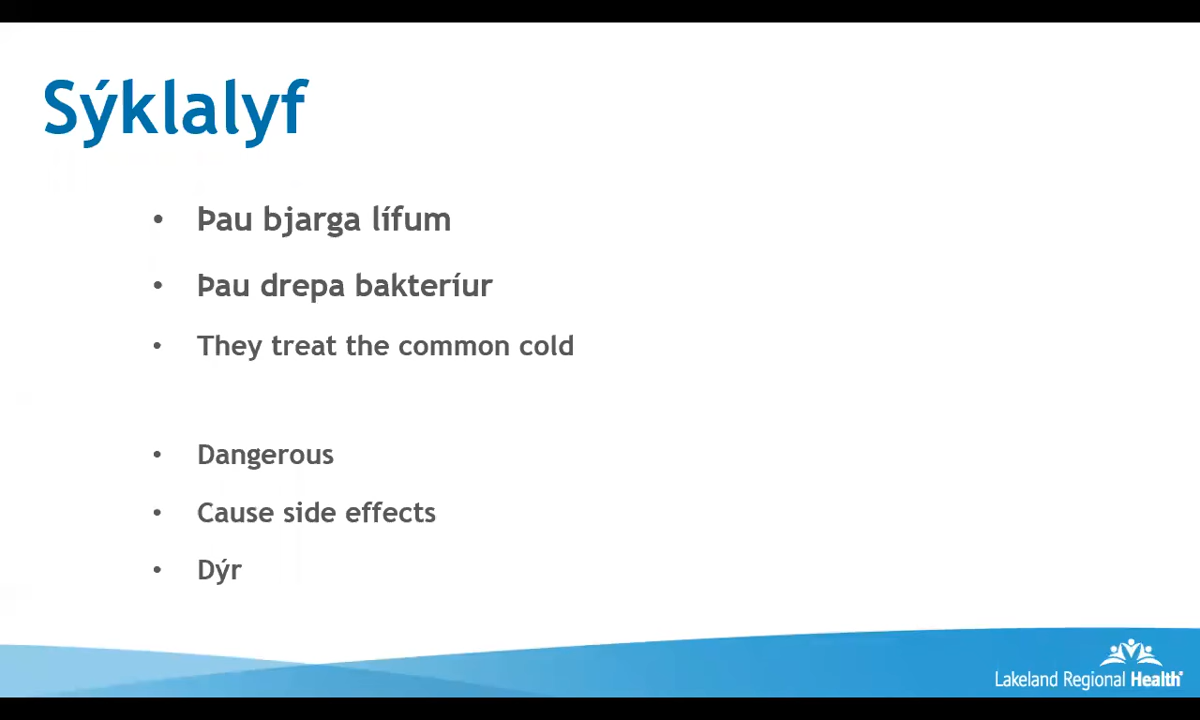 Sýklalyf
• Þau bjarga lífum
• Þau drepa bakteríur
• They treat the common cold
• Dangerous
• Cause side effects
• Dýr
Lakeland Regional Health